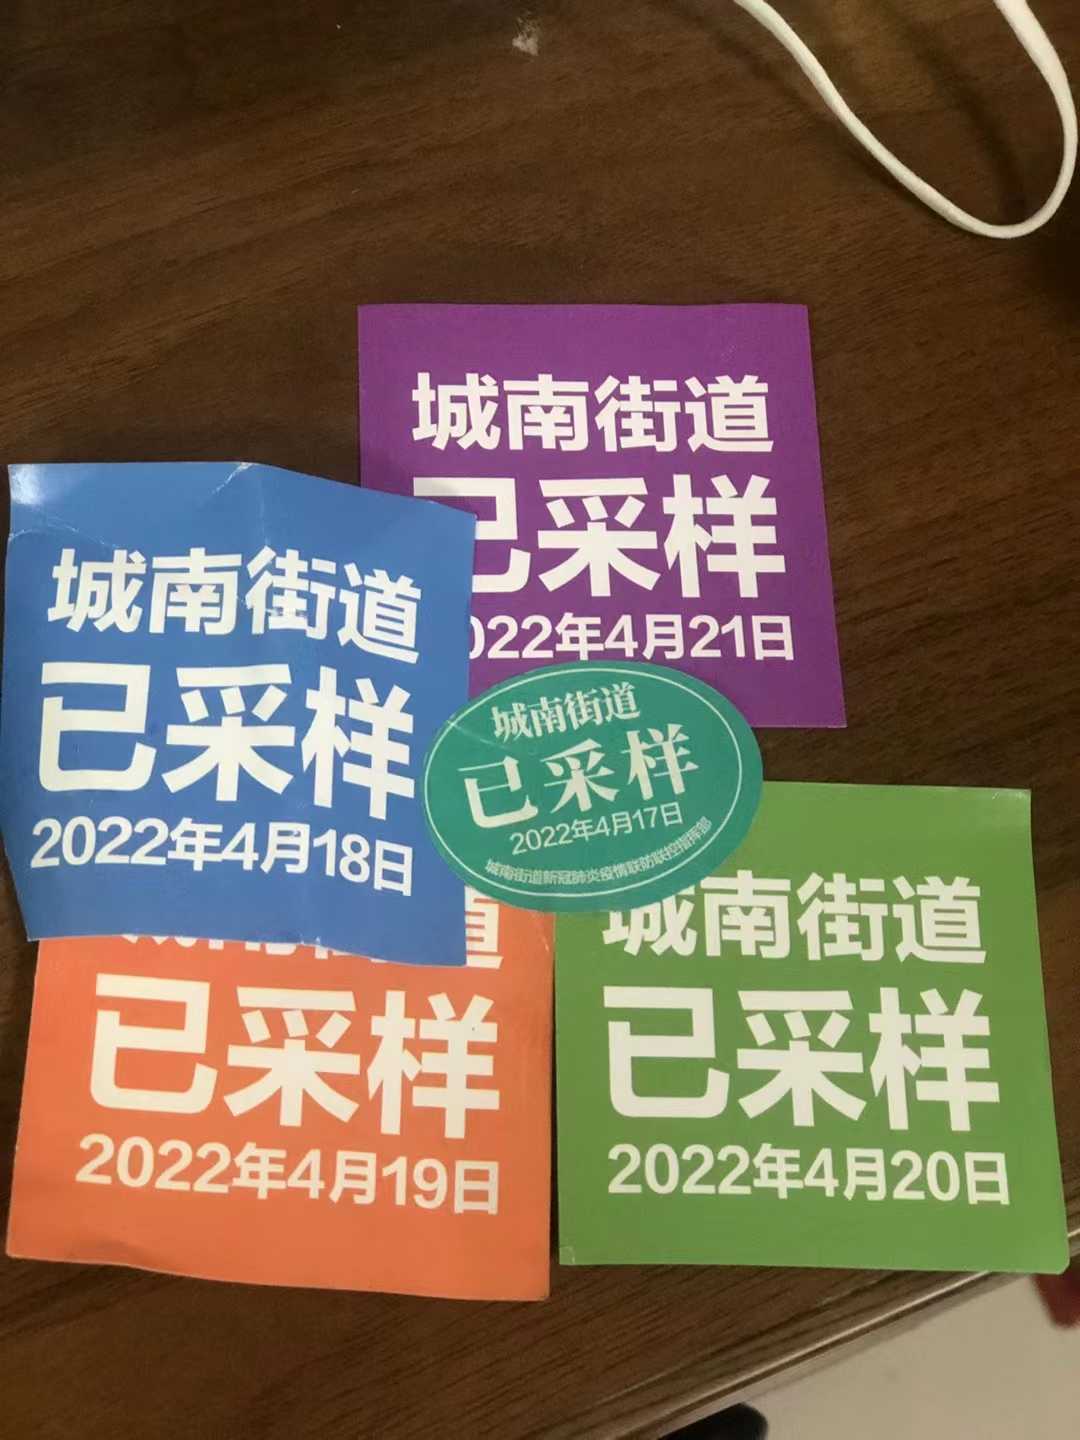 城南街道
已采样
022年4月21日
城南街道
已采样
2022年4月18日
城南街道
已采样
2022年4月17日
城南街道新冠肺炎疫情联防联控指挥部
城南街道
已采样
2022年4月19日
城南街道
已采样
2022年4月20日